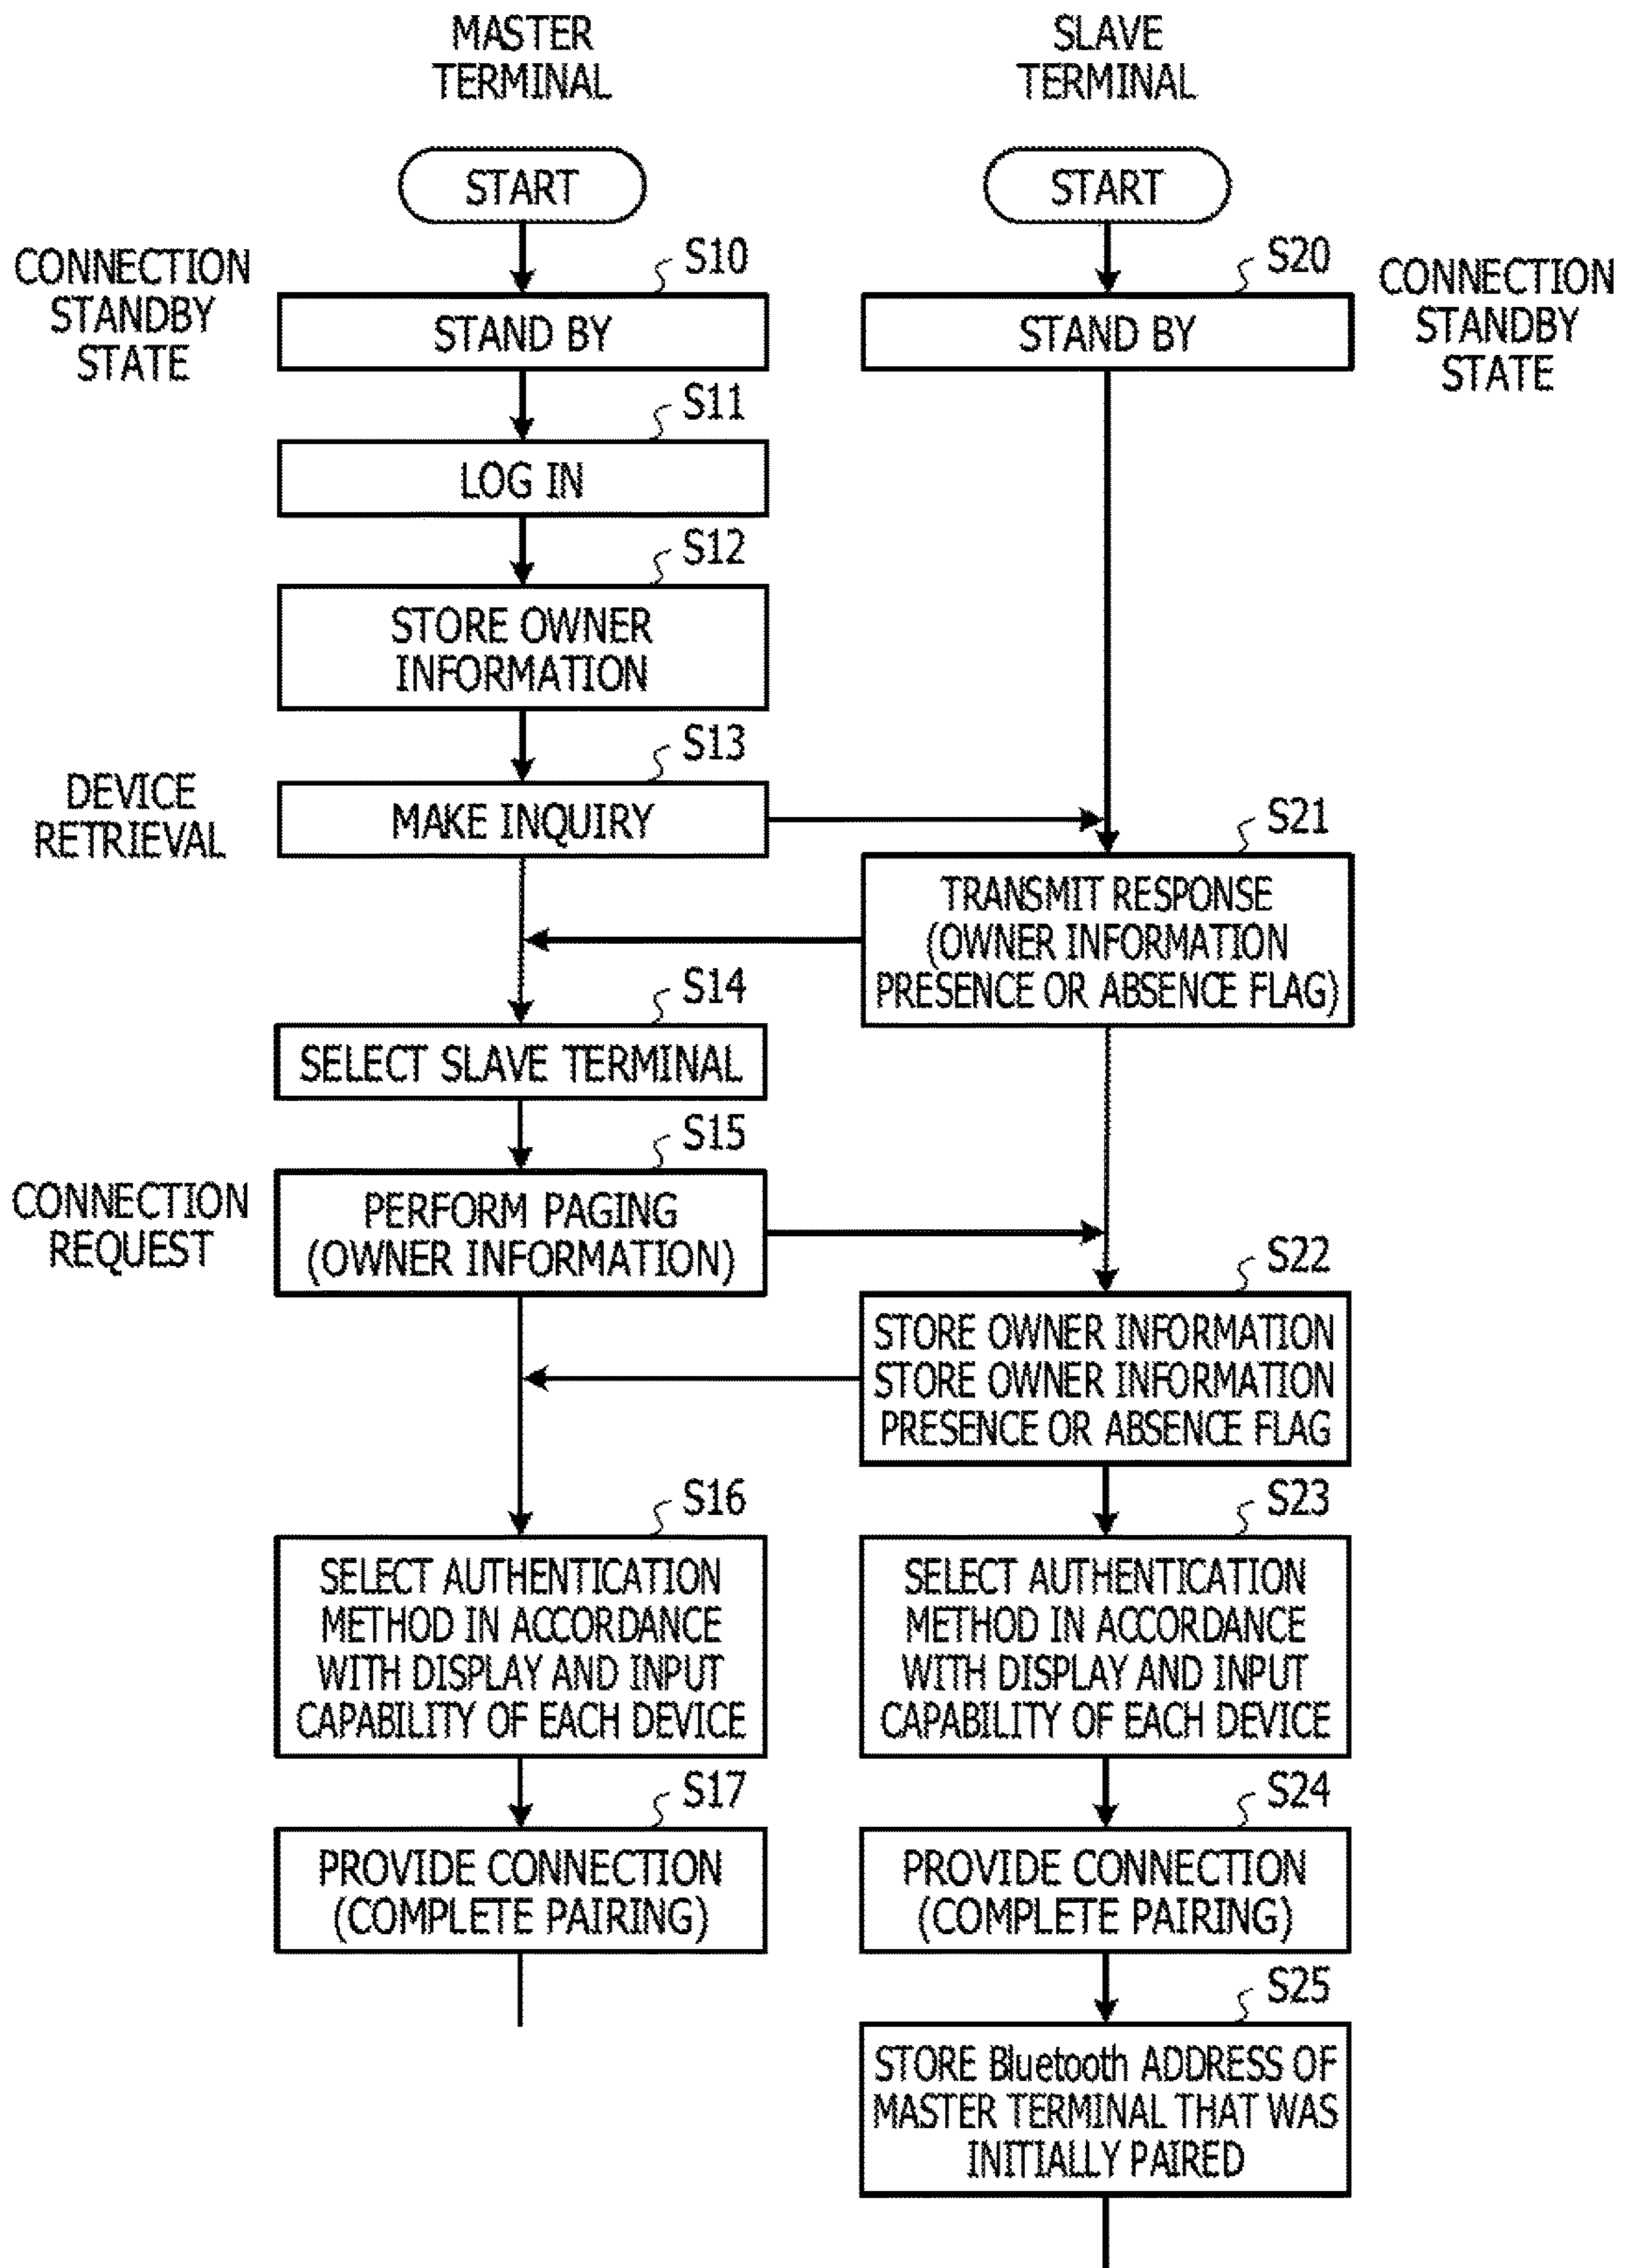 MASTER
TERMINAL
SLAVE
TERMINAL
START
START
CONNECTION
STANDBY
STATE
S10
STAND BY
S20
STAND BY
CONNECTION
STANDBY
STATE
S11
LOG IN
S12
STORE OWNER
INFORMATION
S13
DEVICE
RETRIEVAL
MAKE INQUIRY
S21
TRANSMIT RESPONSE
(OWNER INFORMATION
PRESENCE OR ABSENCE FLAG)
S14
SELECT SLAVE TERMINAL
S15
CONNECTION
REQUEST
PERFORM PAGING
(OWNER INFORMATION)
S22
STORE OWNER INFORMATION
STORE OWNER INFORMATION
PRESENCE OR ABSENCE FLAG
S16
SELECT AUTHENTICATION
METHOD IN ACCORDANCE
WITH DISPLAY AND INPUT
CAPABILITY OF EACH DEVICE
S23
SELECT AUTHENTICATION
METHOD IN ACCORDANCE
WITH DISPLAY AND INPUT
CAPABILITY OF EACH DEVICE
S17
PROVIDE CONNECTION
(COMPLETE PAIRING)
S24
PROVIDE CONNECTION
(COMPLETE PAIRING)
S25
STORE Bluetooth ADDRESS OF
MASTER TERMINAL THAT WAS
INITIALLY PAIRED